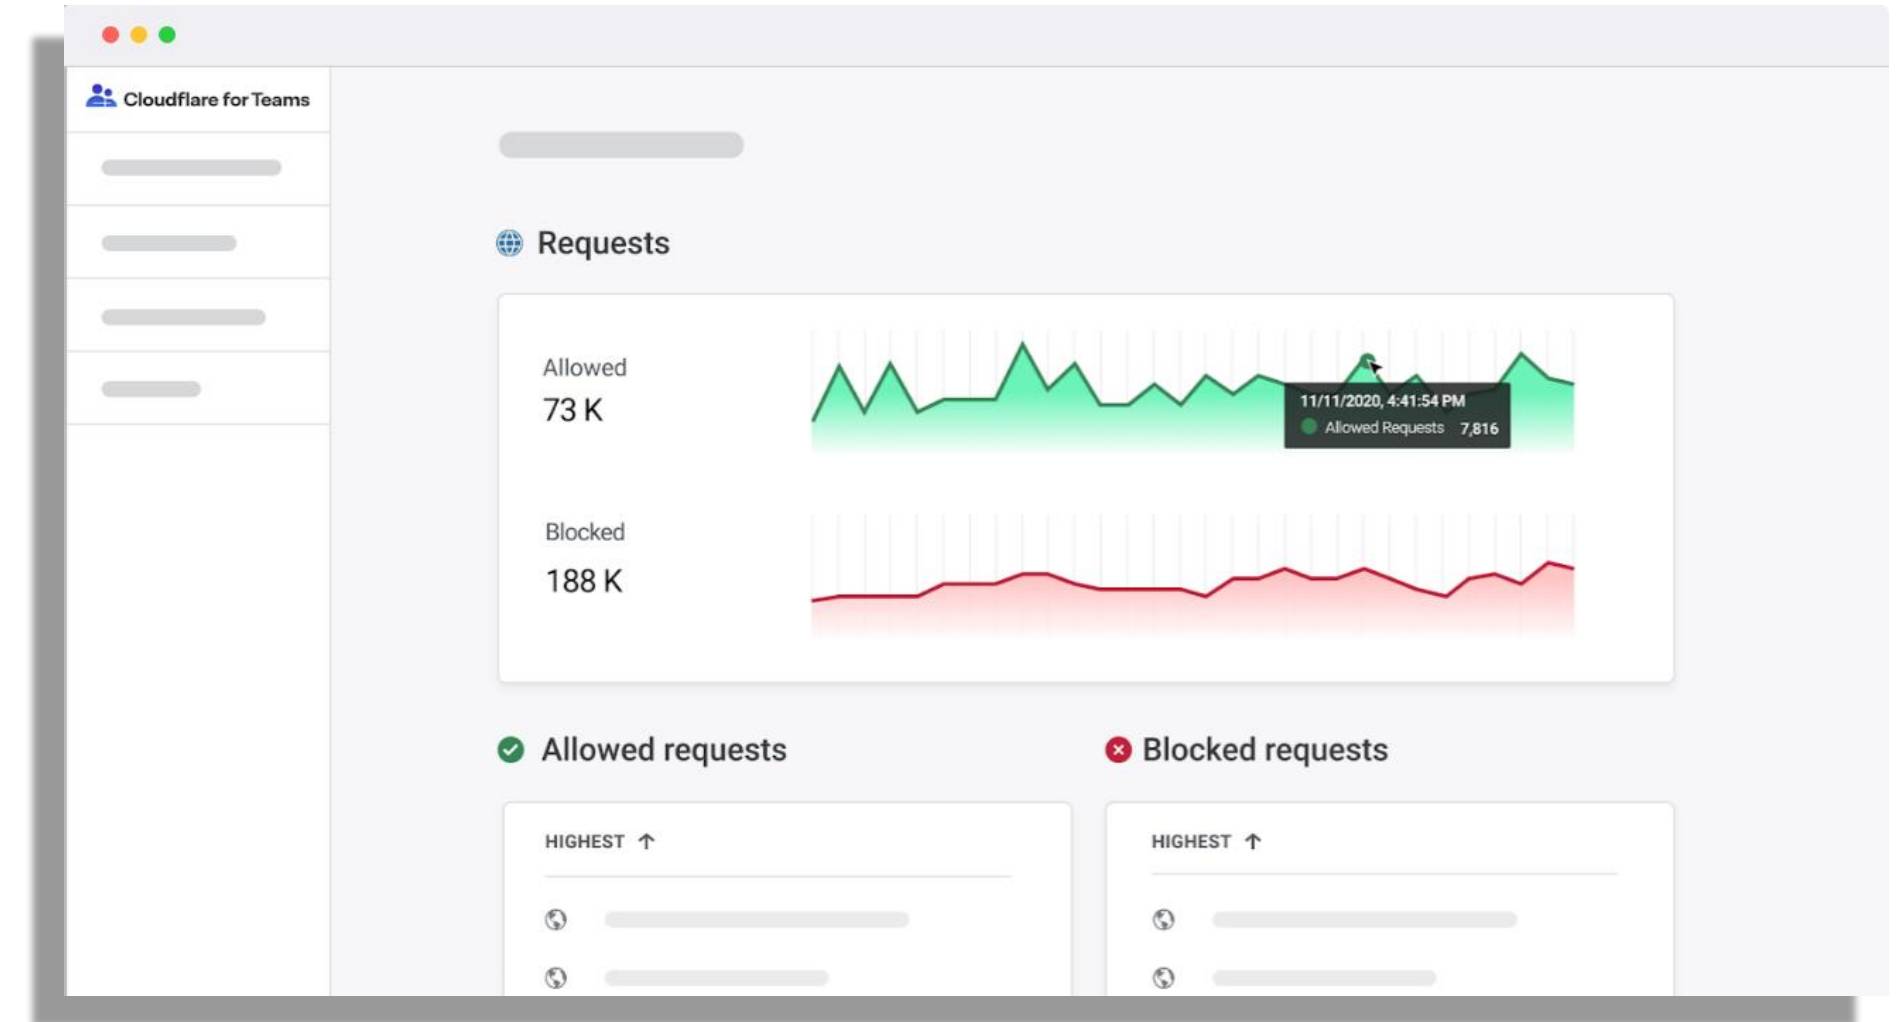 Cloudflare for Teams
Requests
Allowed
73 K
11/11/2020, 4:41:54 PM
Allowed Requests 7,816
Blocked
188 K
Allowed requests
Blocked requests
HIGHEST ↑
HIGHEST ↑